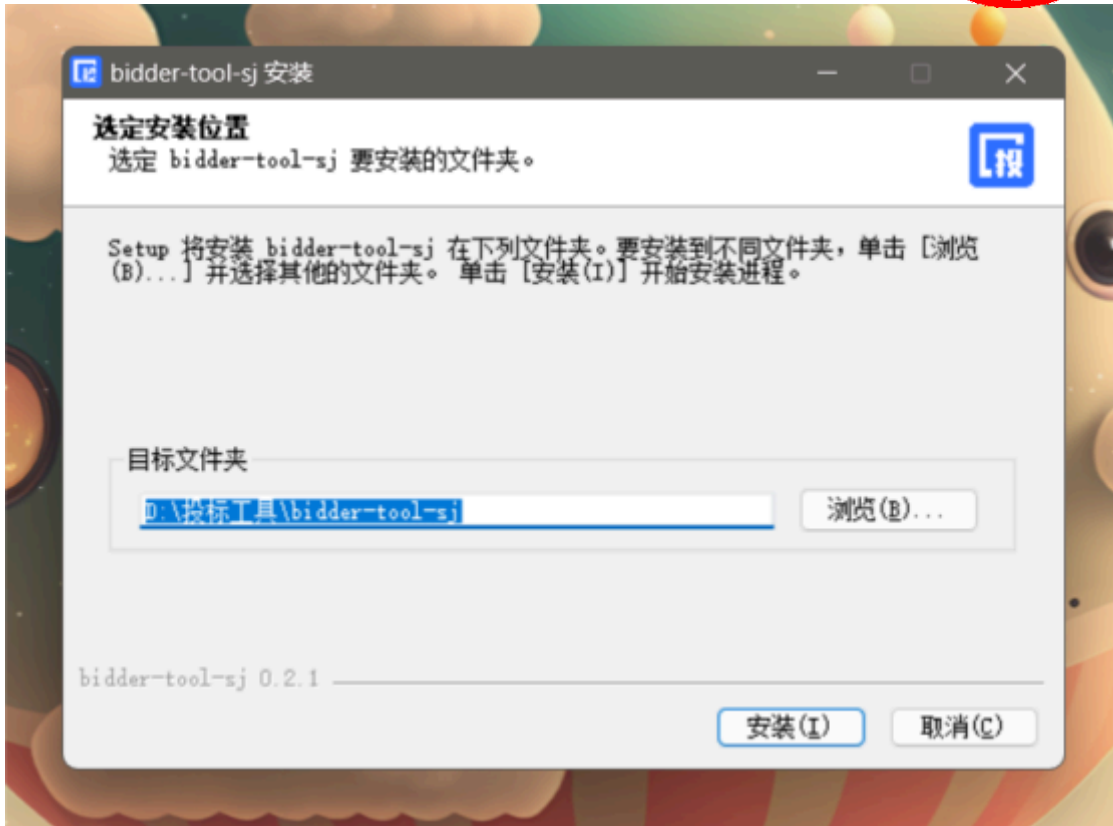 bidder-tool-sj 安装
选定安装位置
选定 bidder-tool-sj 要安装的文件夹。
投
Setup 将安装 bidder-tool-sj 在下列文件夹。要安装到不同文件夹，单击 [浏览
(B)...] 并选择其他的文件夹。 单击 [安装(I)] 开始安装进程。
目标文件夹
D:\投标工具\bidder-tool-sj
浏览(B)...
bidder-tool-sj 0.2.1
安装(I)
取消(C)